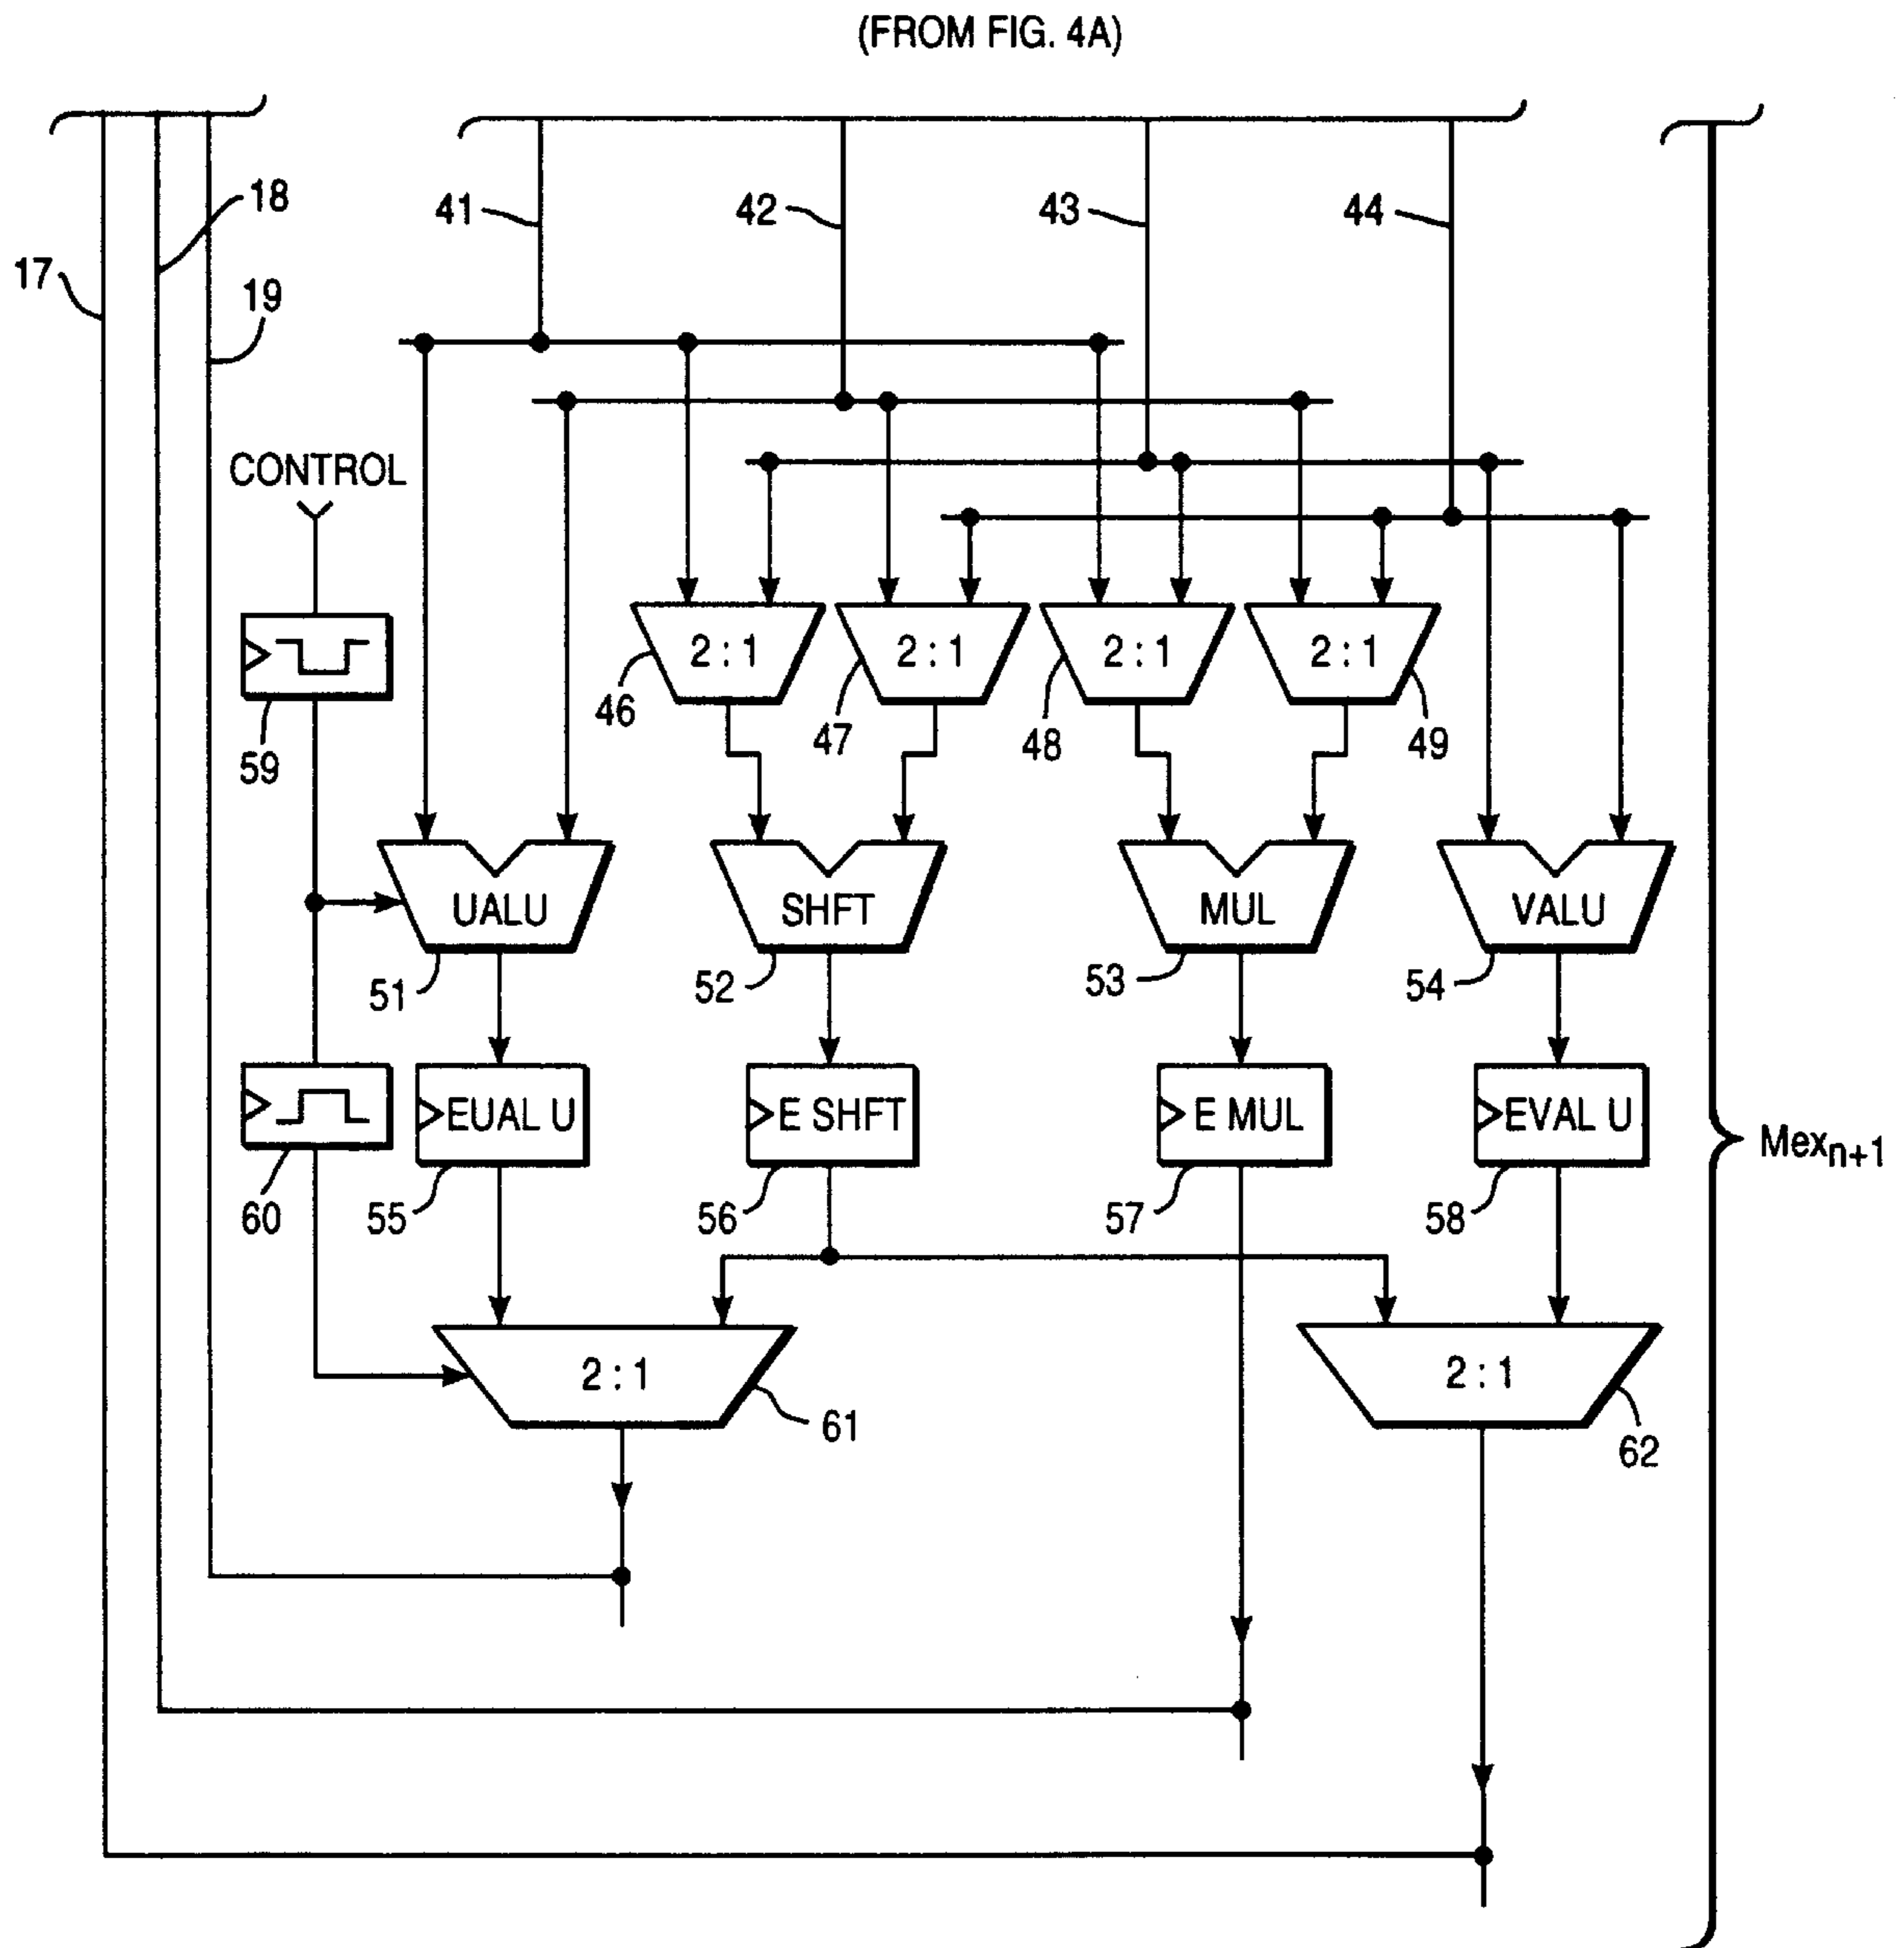 (FROM FIG. 4A)
18
41
42
43
44
17
19
CONTROL
2 : 1
2 : 1
2 : 1
2 : 1
46
47
48
49
59
UALU
SHFT
MUL
VALU
51
52
53
54
EUAL U
E SHFT
E MUL
EVAL U
Mexn+1
60
55
56
57
58
2 : 1
2 : 1
61
62